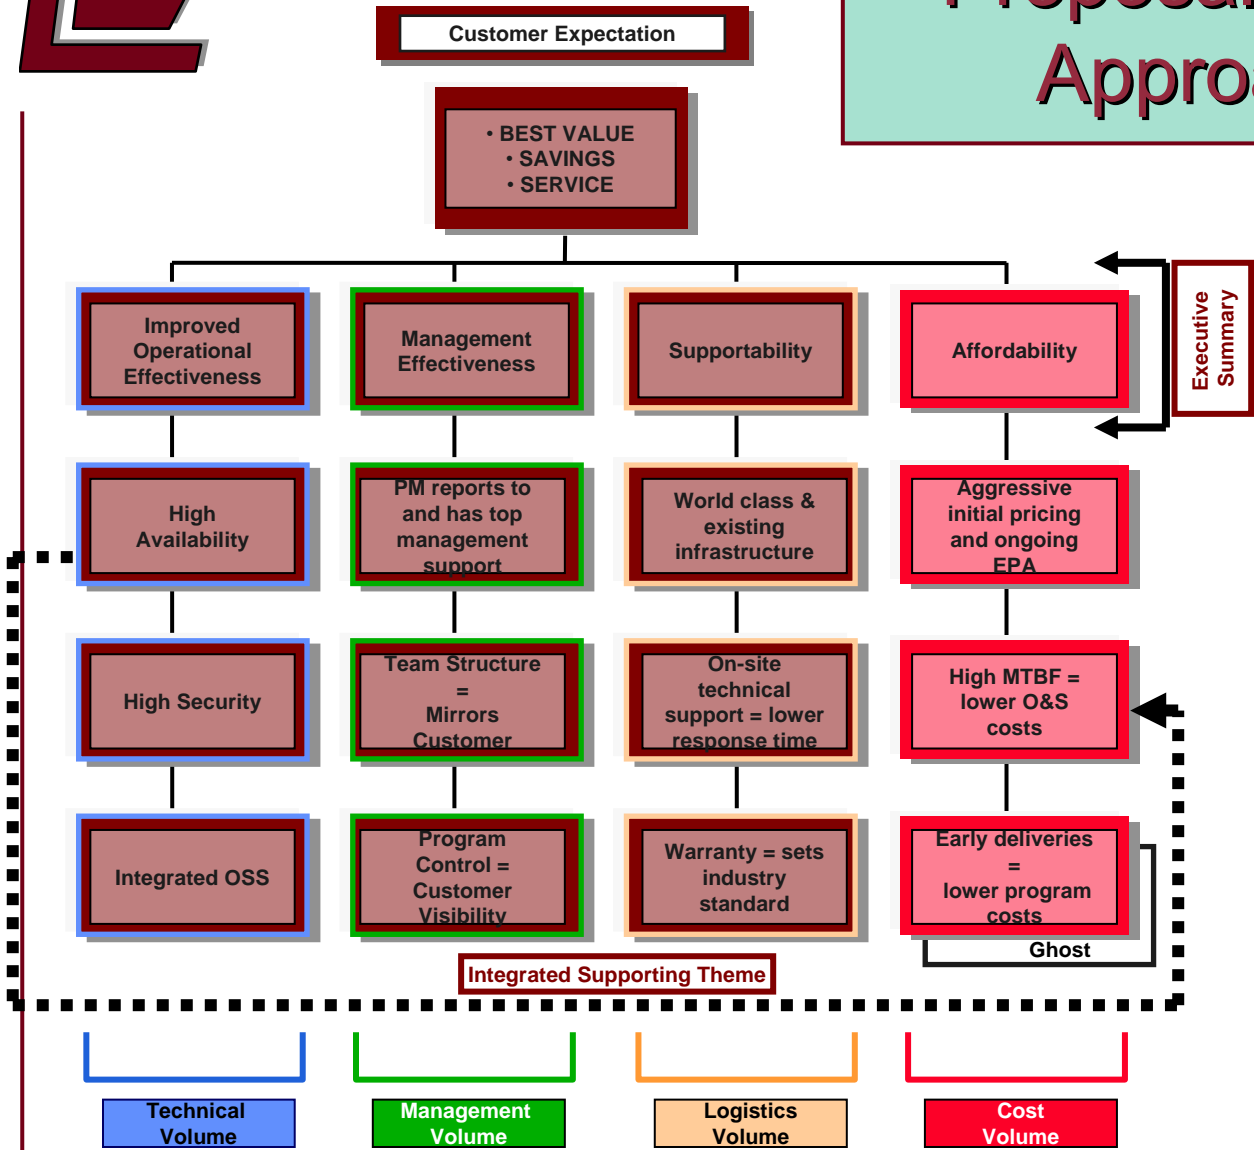 Approa
Customer Expectation
• BEST VALUE
• SAVINGS
• SERVICE
Improved
Operational
Effectiveness
Management
Effectiveness
Supportability
Affordability
Executive
Summary
High
Availability
PM reports to
and has top
management
support
World class &
existing
infrastructure
Aggressive
initial pricing
and ongoing
EPA
High Security
Team Structure
=
Mirrors
Customer
On-site
technical
support = lower
response time
High MTBF =
lower O&S
costs
Integrated OSS
Program
Control =
Customer
Visibility
Warranty = sets
industry
standard
Early deliveries
=
lower program
costs
Ghost
Integrated Supporting Theme
Technical
Volume
Management
Volume
Logistics
Volume
Cost
Volume